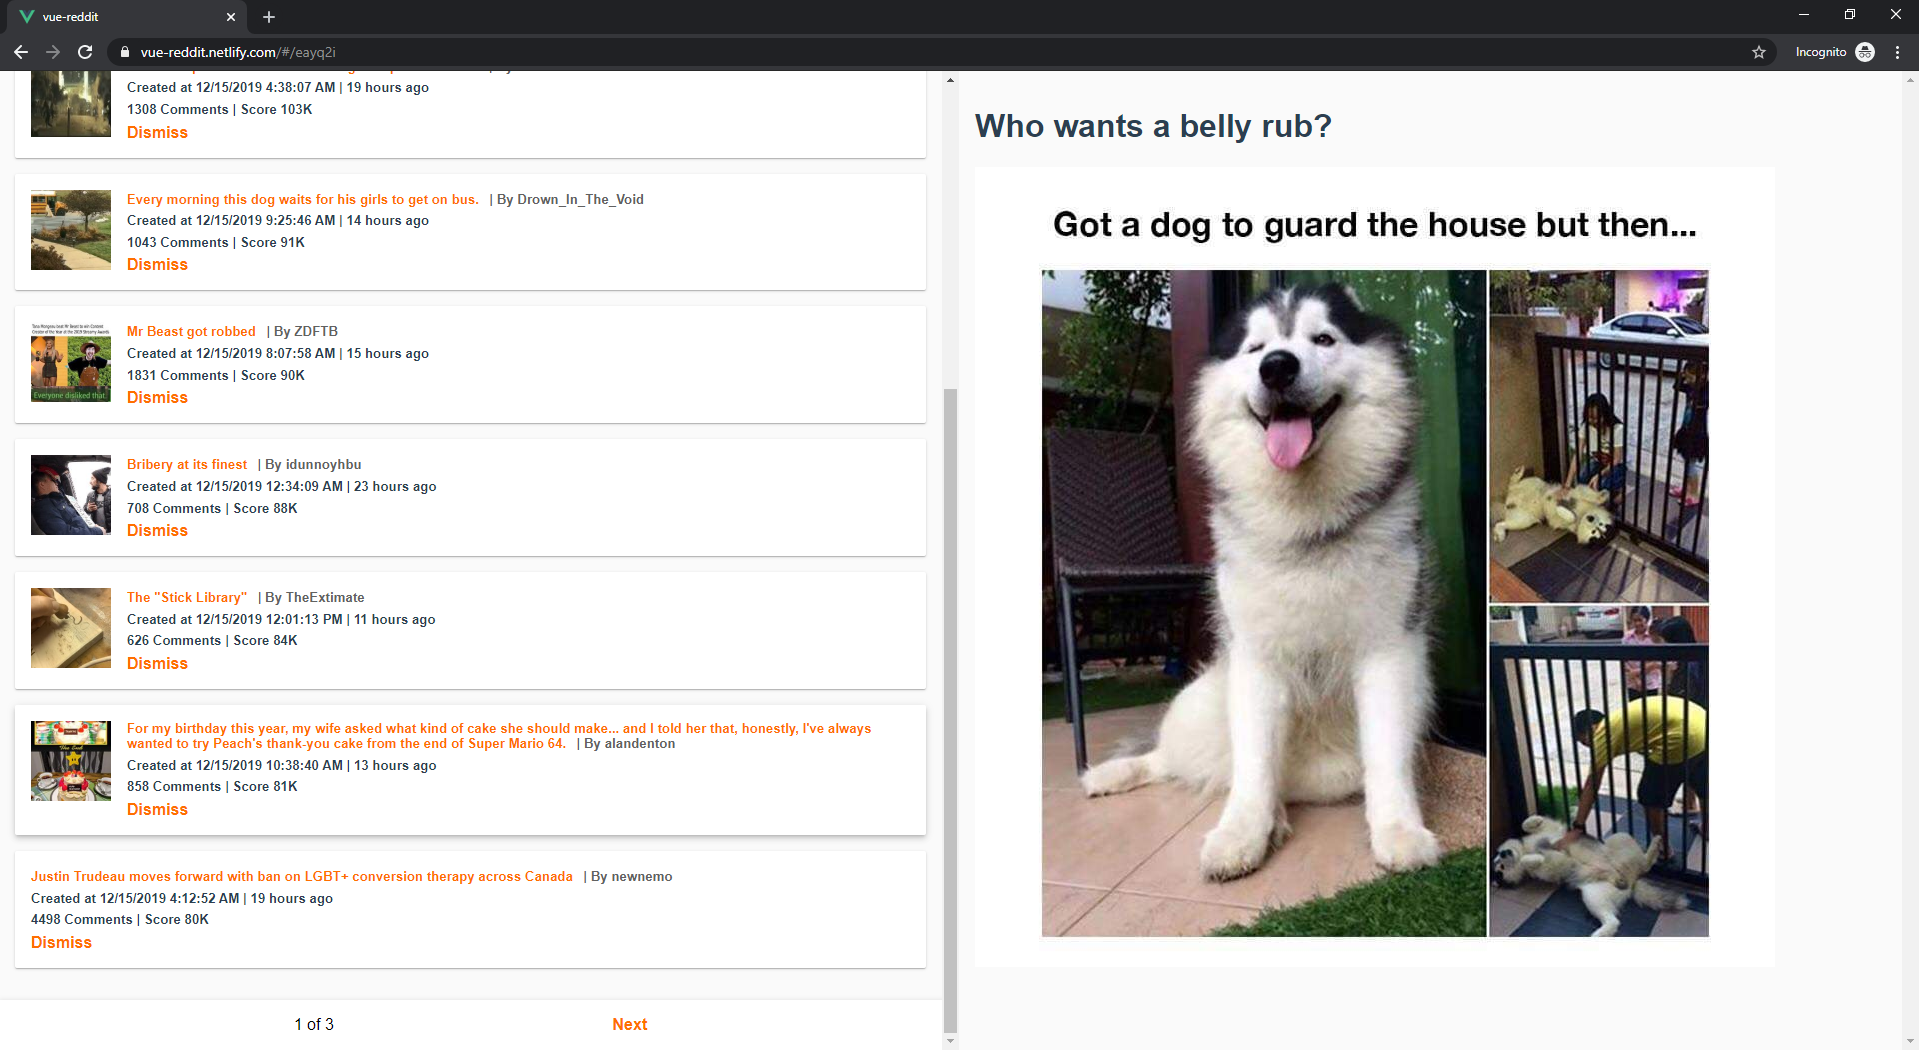 vue-reddit
vue-reddit.netlify.com/#/eayq2i
Incognito
Created at 12/15/2019 4:38:07 AM | 19 hours ago
1308 Comments | Score 103K
Dismiss
Every morning this dog waits for his girls to get on bus. | By Drown_In_The_Void
Created at 12/15/2019 9:25:46 AM | 14 hours ago
1043 Comments | Score 91K
Dismiss
Mr Beast got robbed | By ZDFTB
Created at 12/15/2019 8:07:58 AM | 15 hours ago
1831 Comments | Score 90K
Everyone disliked that
Dismiss
Bribery at its finest | By idunnoyhbu
Created at 12/15/2019 12:34:09 AM | 23 hours ago
708 Comments | Score 88K
Dismiss
The "Stick Library" | By TheExtimate
Created at 12/15/2019 12:01:13 PM | 11 hours ago
626 Comments | Score 84K
Dismiss
For my birthday this year, my wife asked what kind of cake she should make... and I told her that, honestly, I've always
wanted to try Peach's thank-you cake from the end of Super Mario 64. | By alandenton
Created at 12/15/2019 10:38:40 AM | 13 hours ago
858 Comments | Score 81K
Dismiss
Justin Trudeau moves forward with ban on LGBT+ conversion therapy across Canada | By newnemo
Created at 12/15/2019 4:12:52 AM | 19 hours ago
4498 Comments | Score 80K
Dismiss
1 of 3
Next
Who wants a belly rub?
Got a dog to guard the house but then...